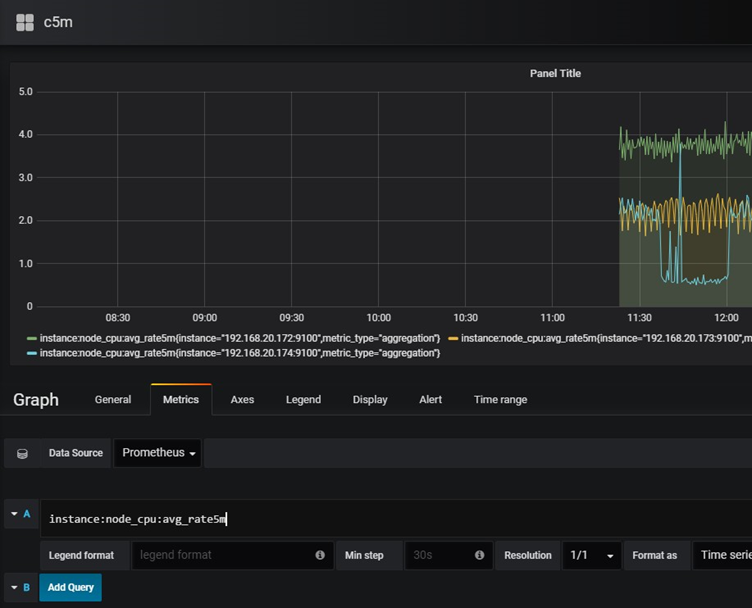 c5m
Panel Title
5.0
4.0
3.0
2.0
1.0
0
08:30 09:00 09:30 10:00 10:30 11:00 11:30 12:00
instance:node_cpu:avg_rate5m{instance="192.168.20.172:9100",metric_type="aggregation"} instance:node_cpu:avg_rate5m{instance="192.168.20.173:9100",m
instance:node_cpu:avg_rate5m{instance="192.168.20.174:9100",metric_type="aggregation"}
Graph General Metrics Axes Legend Display Alert Time range
Data Source Prometheus
A instance:node_cpu:avg_rate5m
Legend format legend format Min step 30s Resolution 1/1 Format as Time serie
B Add Query